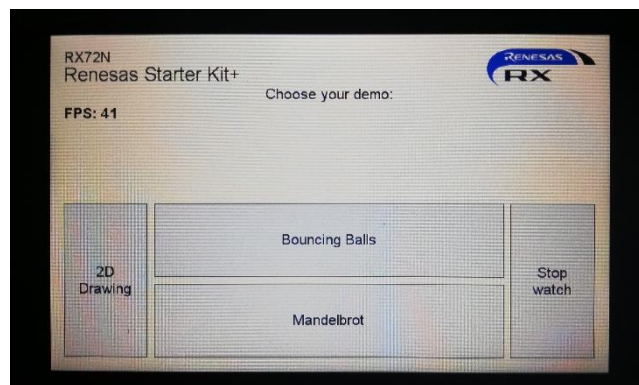 RX72N
Renesas Starter Kit+
RENESAS
RX
Choose your demo:
FPS: 41
2D
Drawing
Bouncing Balls
Mandelbrot
Stop
watch